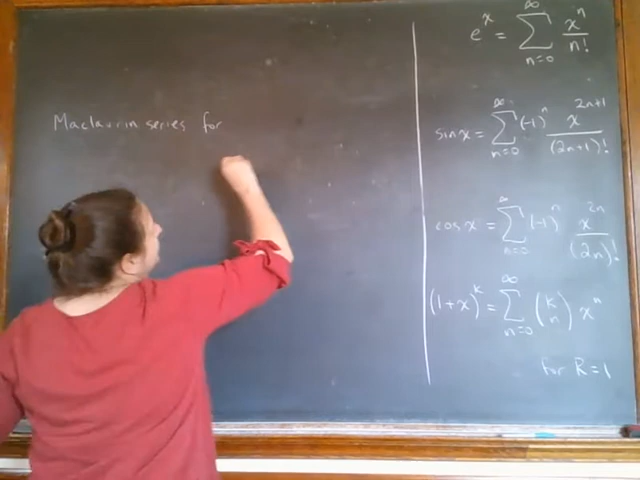 Maclaurin series for
e^x = ∑_{n=0}^{∞} x^n / n!
sin x = ∑_{n=0}^{∞} (-1)^n x^{2n+1} / (2n+1)!
cos x = ∑_{n=0}^{∞} (-1)^n x^{2n} / (2n)!
(1+x)^k = ∑_{n=0}^{∞} (k n) x^n
for R=1